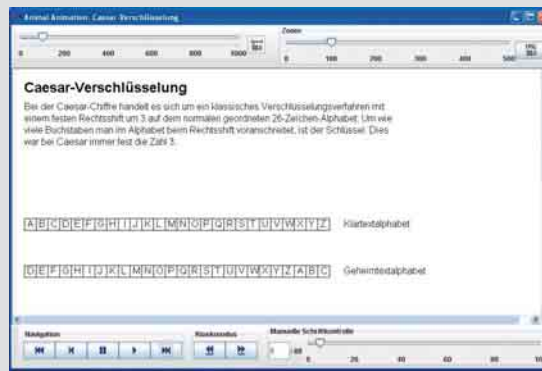 Animal Animation: Caesar Verschlüsselung
0 200 400 600 800 1000
Zoom
0 100 200 300 400 500
Caesar-Verschlüsselung
Bei der Caesar-Chiffre handelt es sich um ein klassisches Verschlüsselungsverfahren mit
einem festen Rechtsshift um 3 auf dem normalen geordneten 26-Zeichen-Alphabet. Um wie
viele Buchstaben man im Alphabet beim Rechtsshift voranschreitet, ist der Schlüssel. Dies
war bei Caesar immer fest die Zahl 3.
A B C D E F G H I J K L M N O P Q R S T U V W X Y Z Klartextalphabet
D E F G H I J K L M N O P Q R S T U V W X Y Z A B C Geheimtextalphabet
Navigation
Manuelle Schrittkontrolle
0 20 40 60 80